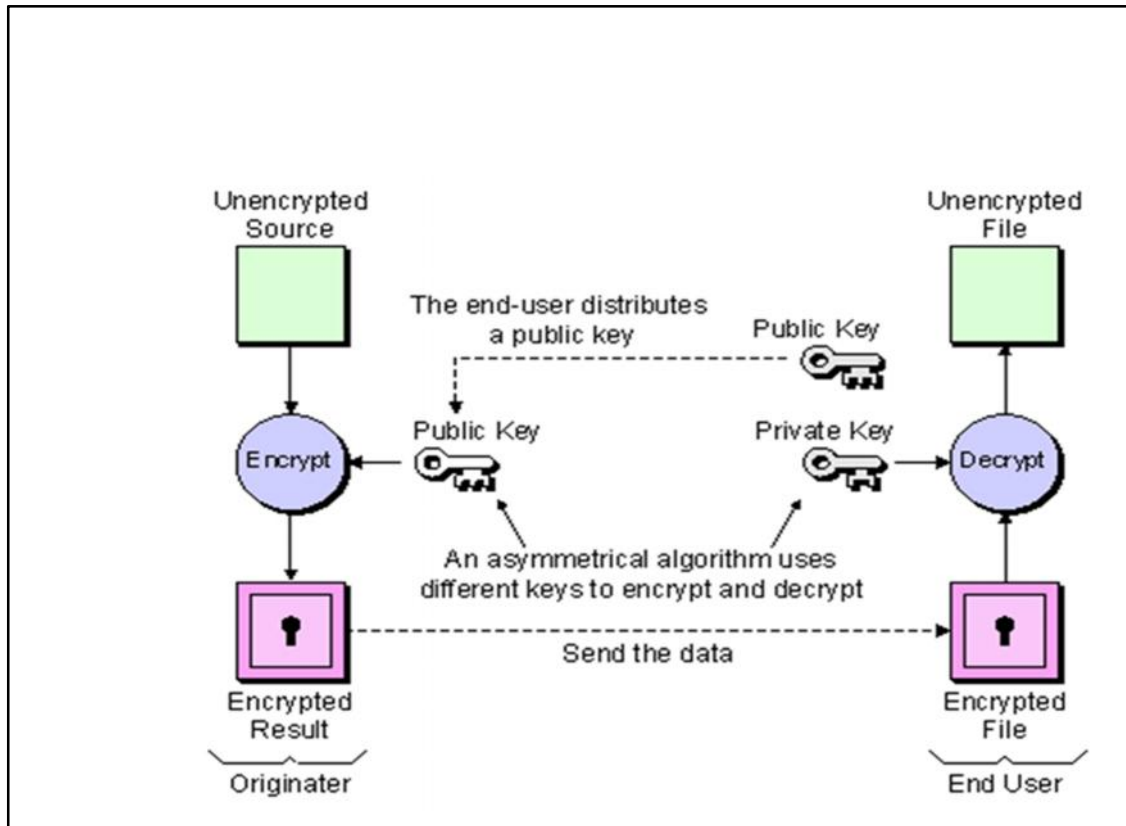 Unencrypted
Source
Unencrypted
File
The end-user distributes
a public key
Public Key
Public Key
Private Key
Encrypt
Decrypt
An asymmetrical algorithm uses
different keys to encrypt and decrypt
Send the data
Encrypted
Result
Encrypted
File
Originater
End User